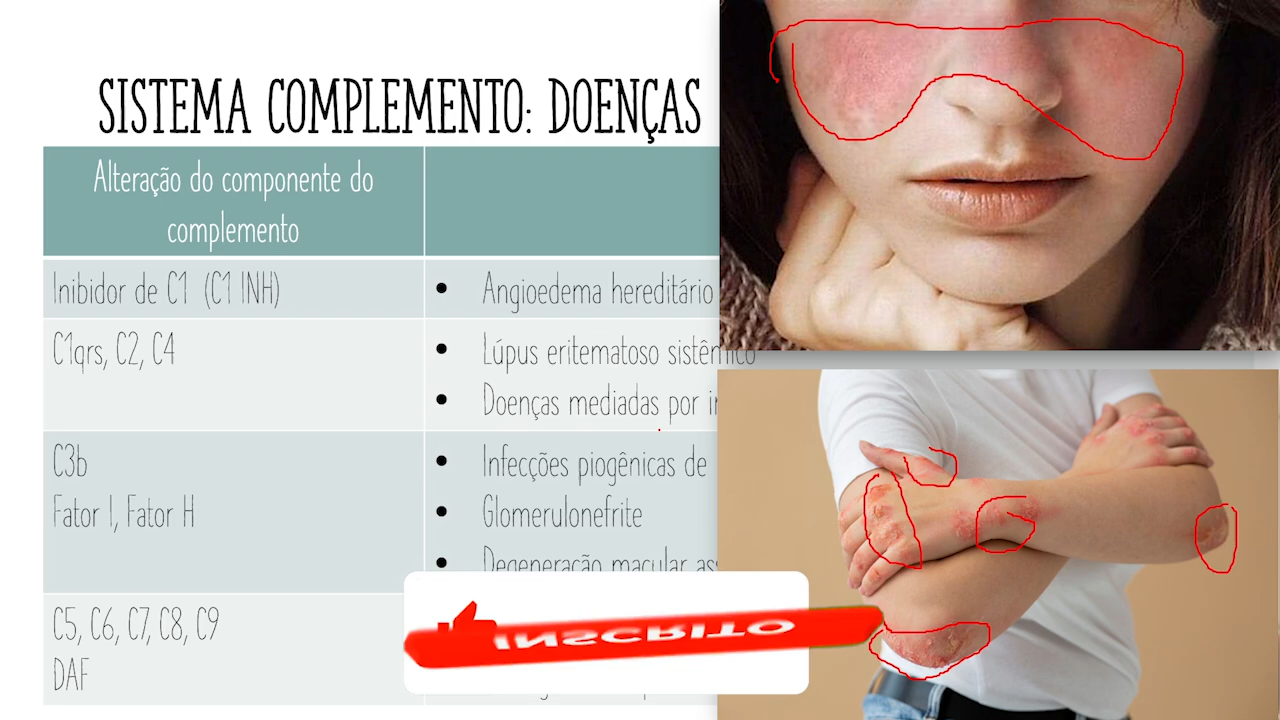 SISTEMA COMPLEMENTO: DOENÇAS
Alteração do componente do
complemento
Inibidor de C1 (C1 INH)
• Angioedema hereditário
C1qrs, C2, C4
• Lúpus eritematoso sistêmico
• Doenças mediadas por
C3b
Fator I, Fator H
• Infecções piogênicas de
• Glomerulonefrite
• Degeneração macular
C5, C6, C7, C8, C9
DAF
INSCRITO